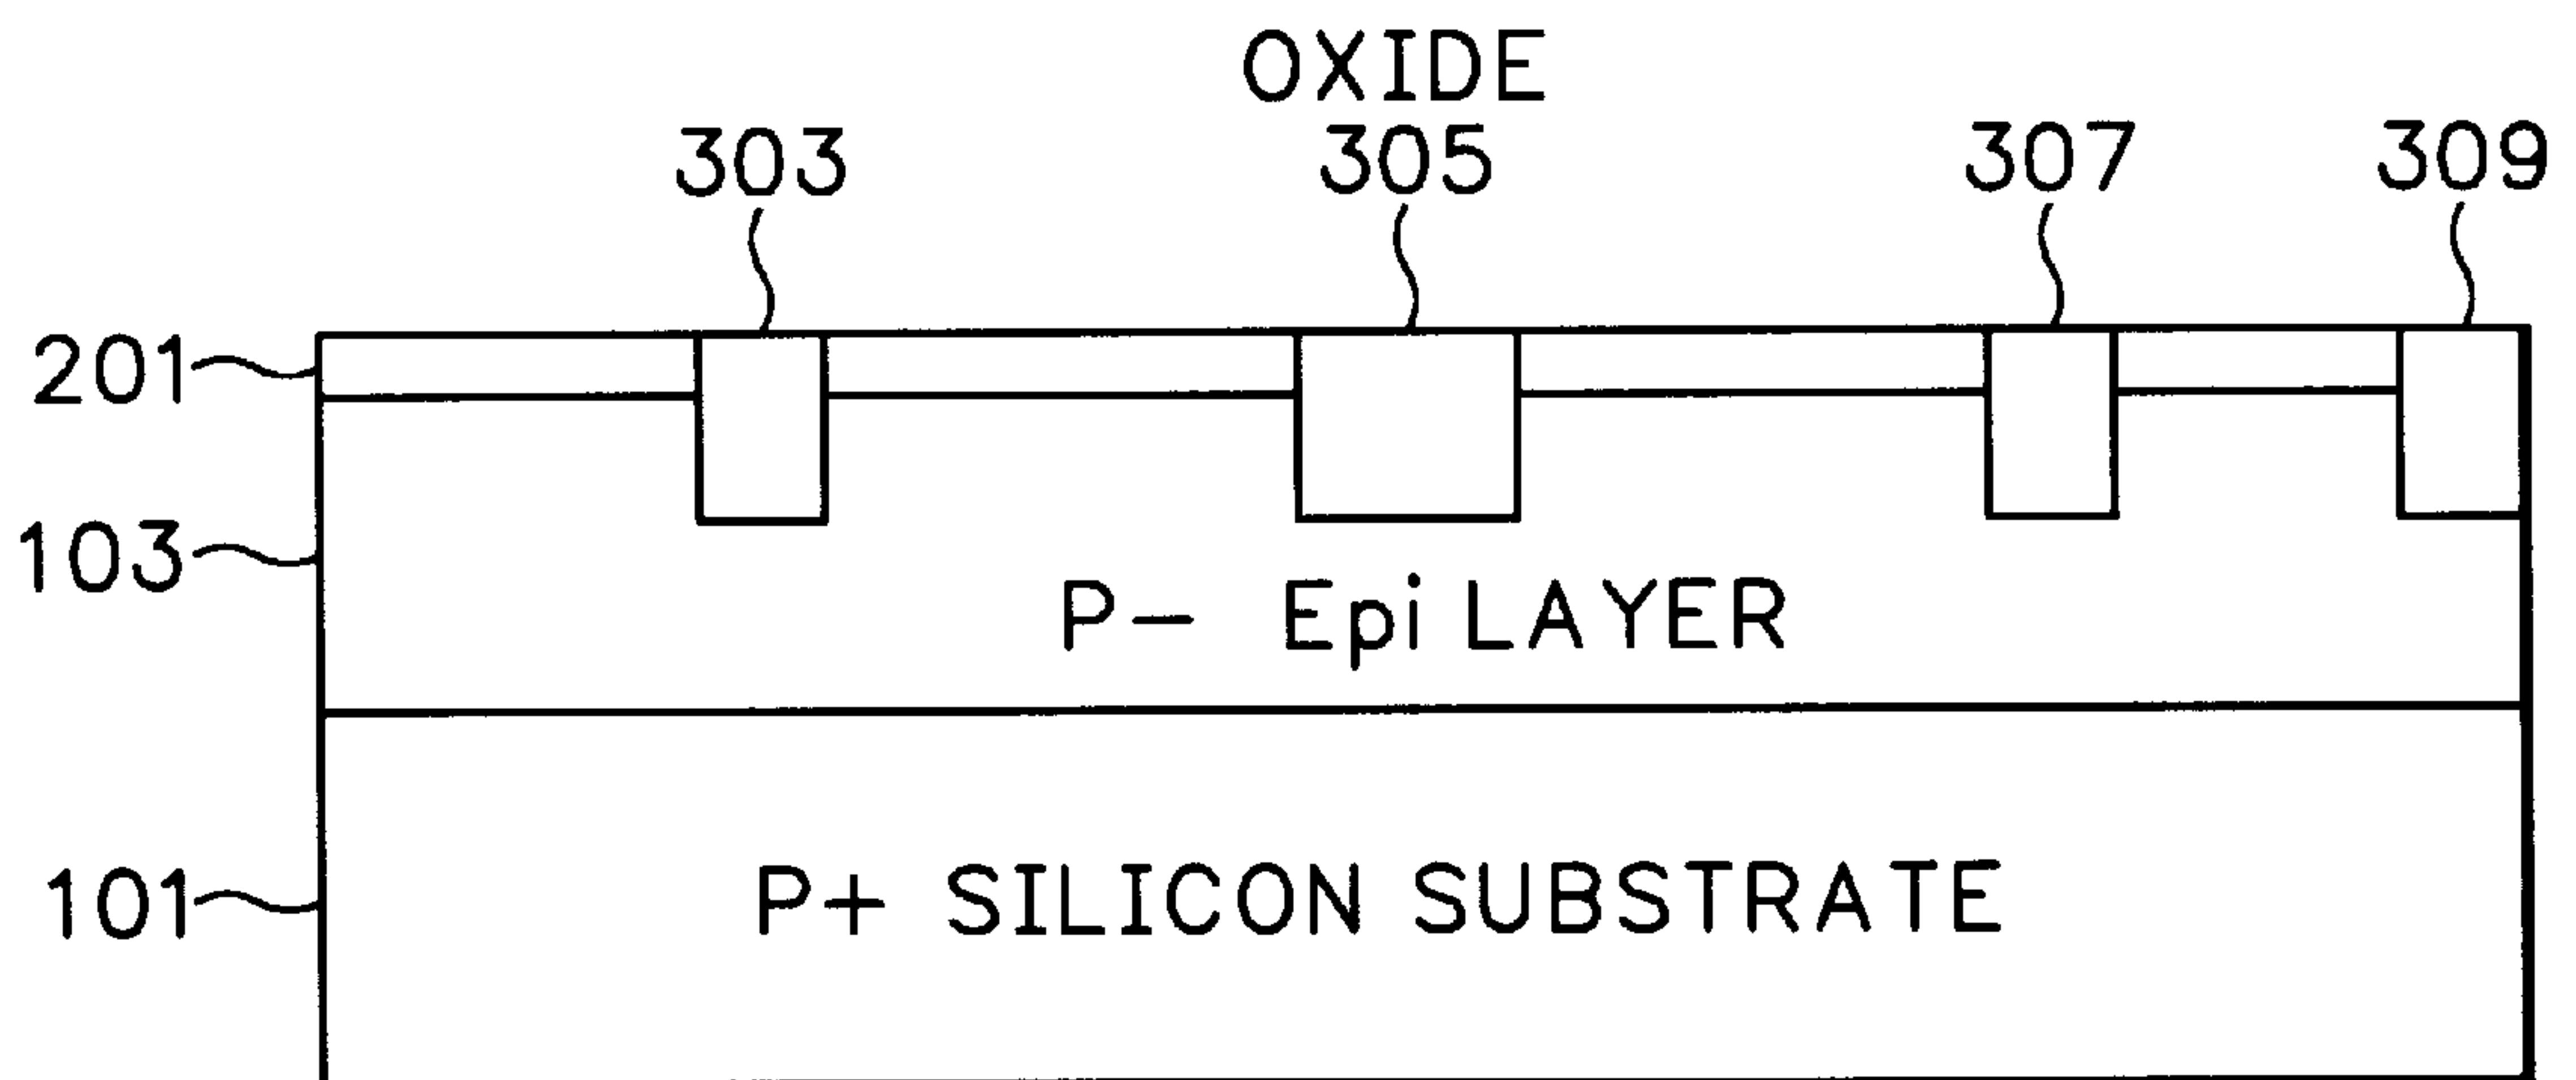 OXIDE
303 305 307 309
201
103
P- Epi LAYER
101
P+ SILICON SUBSTRATE